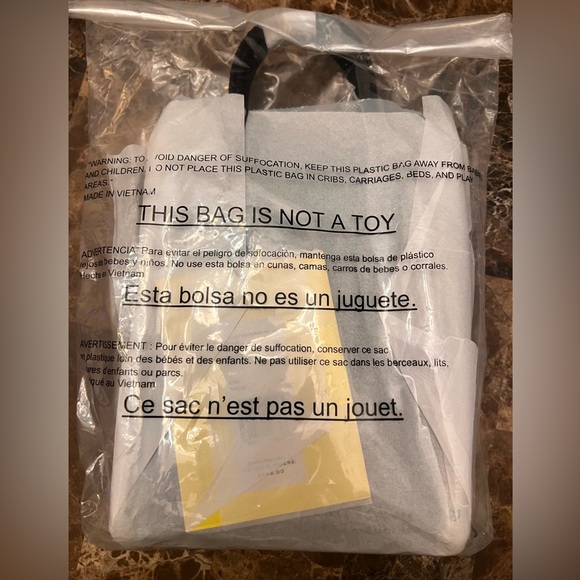 "WARNING: TO AVOID DANGER OF SUFFOCATION, KEEP THIS PLASTIC BAG AWAY FROM
AND CHILDREN. DO NOT PLACE THIS PLASTIC BAG IN CRIBS, CARRIAGES, BEDS, AND PLAY
AREAS."
MADE IN VIETNAM
THIS BAG IS NOT A TOY
ADVERTENCIA" Para evitar el peligro de sofocación, mantenga esta bolsa de plástico
bebes y niños. No use esta bolsa en cunas, camas, carros de bebes o corrales.
Vietnam
Esta bolsa no es un juguete.
AVERTISSEMENT : Pour éviter le danger de suffocation, conserver ce sac
plastique loin des bébés et des enfants. Ne pas utiliser ce sac dans les berceaux, lits,
d'enfants ou parcs.
au Vietnam
Ce sac n'est pas un jouet.